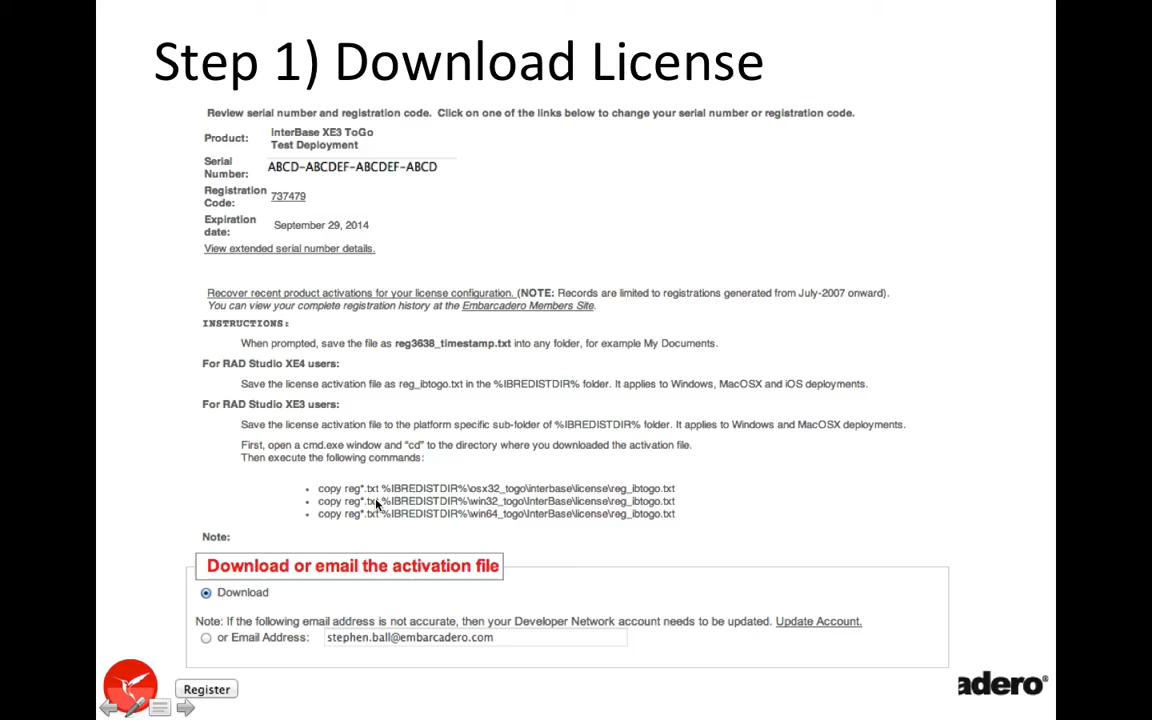 Step 1) Download License
Review serial number and registration code.  Click on one of the links below to change your serial number or registration code.
Product: InterBase XE3 ToGo
Test Deployment
Serial Number: ABCD-ABCDEF-ABCDEF-ABCD
Registration Code: 737479
Expiration date: September 29, 2014
View extended serial number details.
Recover recent product activations for your license configuration. (NOTE: Records are limited to registrations generated from July-2007 onward).
You can view your complete registration history at the Embarcadero Members Site.
INSTRUCTIONS:
When prompted, save the file as reg3638_timestamp.txt into any folder, for example My Documents.
For RAD Studio XE4 users:
Save the license activation file as reg_ibtogo.txt in the %IBREDISTDIR% folder. It applies to Windows, MacOSX and iOS deployments.
For RAD Studio XE3 users:
Save the license activation file to the platform specific sub-folder of %IBREDISTDIR% folder. It applies to Windows and MacOSX deployments.
First, open a cmd.exe window and "cd" to the directory where you downloaded the activation file.
Then execute the following commands:
• copy reg*.txt %IBREDISTDIR%\osx32_togo\interbase\license\reg_ibtogo.txt
• copy reg*.txt %IBREDISTDIR%\win32_togo\InterBase\license\reg_ibtogo.txt
• copy reg*.txt %IBREDISTDIR%\win64_togo\InterBase\license\reg_ibtogo.txt
Note:
Download or email the activation file
Download
Note: If the following email address is not accurate, then your Developer Network account needs to be updated. Update Account.
or Email Address: stephen.ball@embarcadero.com
Register
adero®